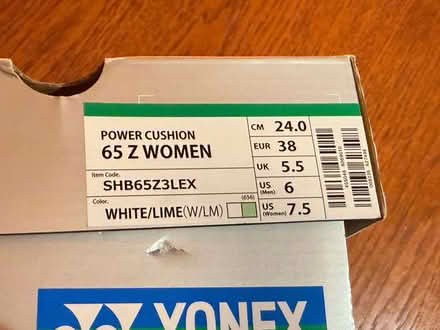 POWER CUSHION
65 Z WOMEN
Item Code.
SHB65Z3LEX
Color.
(656)
WHITE/LIME(W/LM)
CM 24.0
EUR 38
UK 5.5
US (Men) 6
US (Women) 7.5
YONEX